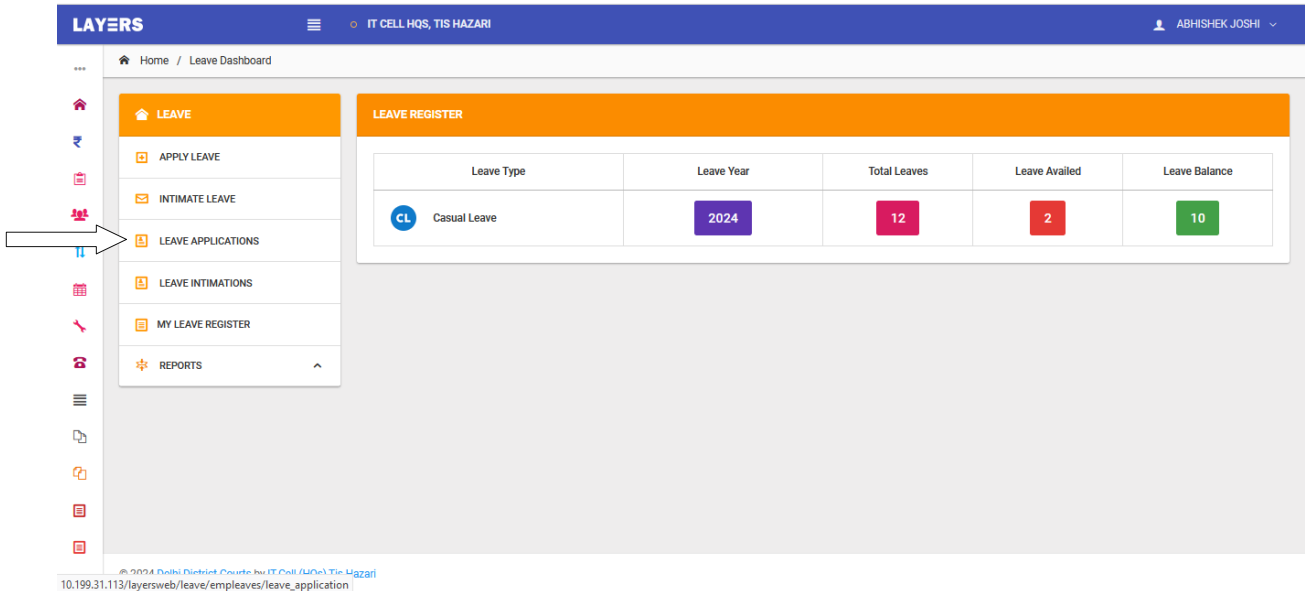 LAYERS IT CELL HQS, TIS HAZARI ABHISHEK JOSHI
Home / Leave Dashboard
LEAVE
LEAVE REGISTER
APPLY LEAVE
INTIMATE LEAVE
LEAVE APPLICATIONS
LEAVE INTIMATIONS
MY LEAVE REGISTER
REPORTS
Leave Type Leave Year Total Leaves Leave Availed Leave Balance
CL Casual Leave 2024 12 2 10
© 2024 Delhi District Courts by IT Cell (HQs) Tis Hazari
10.199.31.113/layersweb/leave/empleaves/leave_application